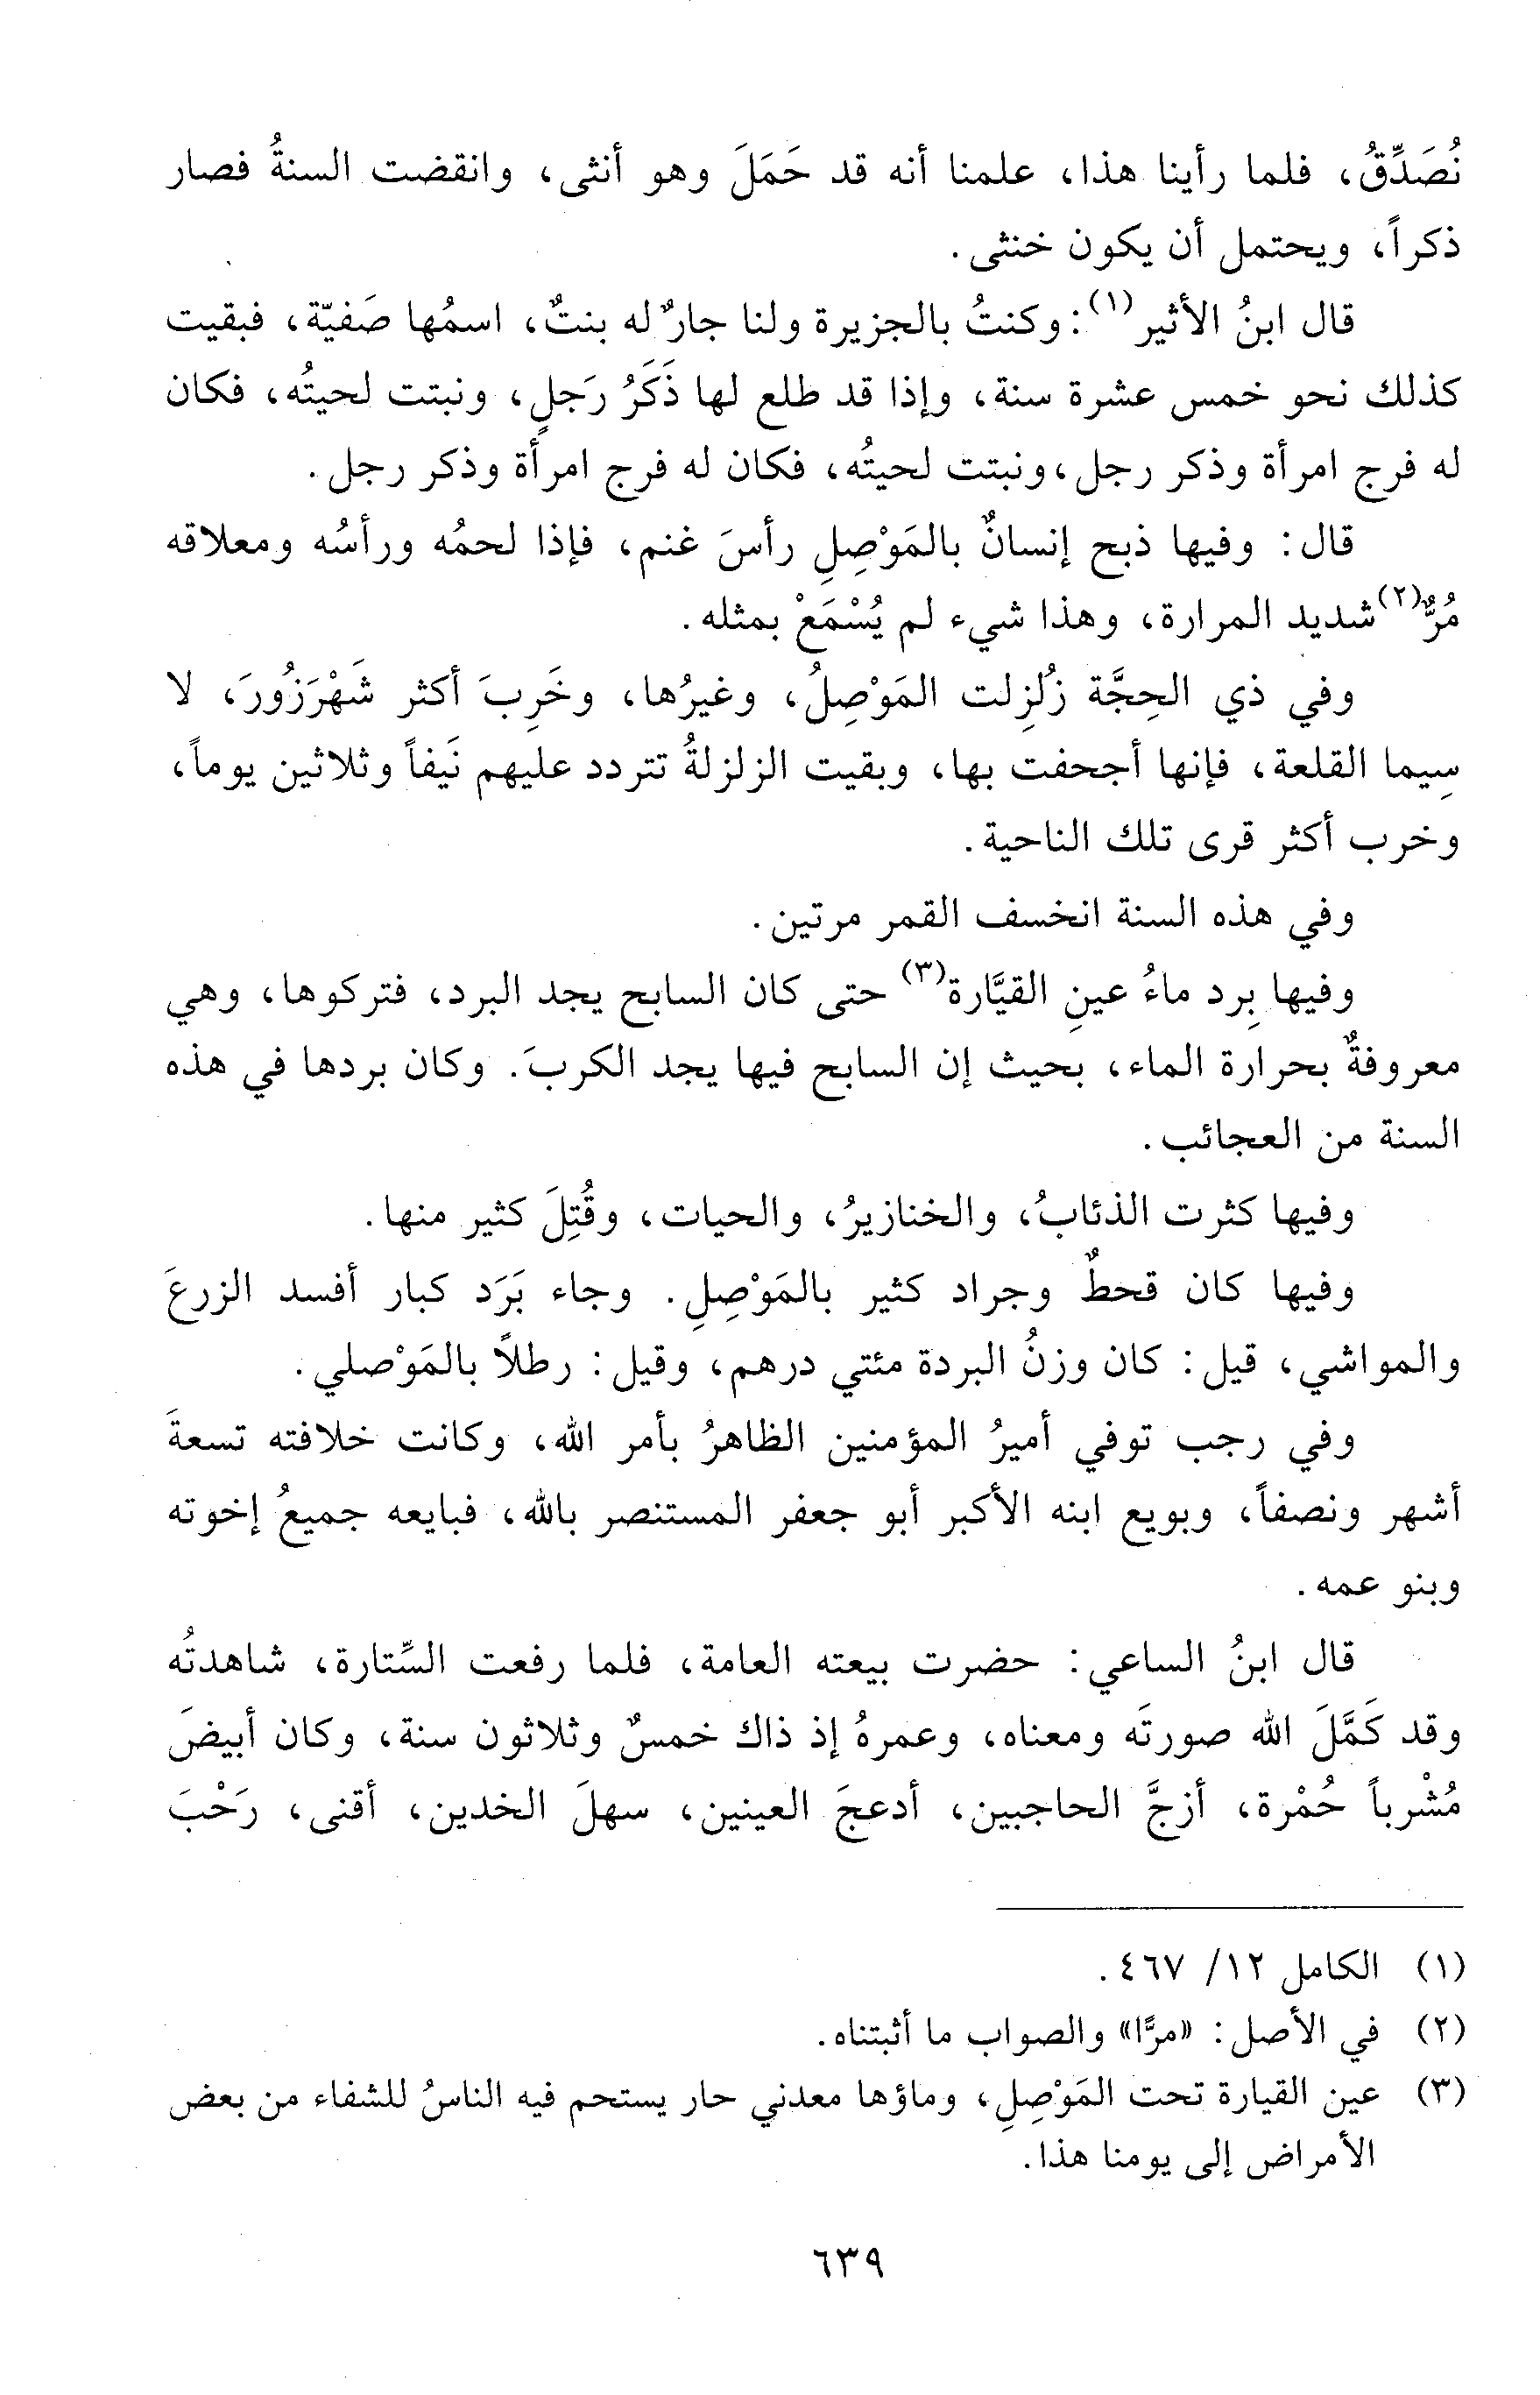 نُصَدِّقُ، فلما رأينا هذا، علمنا أنه قد حَمَلَ وهو أنثى، وانقضت السنةُ فصار
ذكراً، ويحتمل أن يكون خنثى.
قال ابنُ الأثير(١): وكنتُ بالجزيرة ولنا جارٌ له بنتٌ، اسمُها صَفيّة، فبقيت
كذلك نحو خمس عشرة سنة، وإذا قد طلع لها ذَكَرُ رَجلٍ، ونبتت لحيتُه، فكان
له فرج امرأة وذكر رجل، ونبتت لحيتُه، فكان له فرج امرأة وذكر رجل.
قال: وفيها ذبح إنسانٌ بالمَوْصِلِ رأسَ غنم، فإذا لحمُه ورأسُه ومعلاقه
مُرٌّ(٢) شديد المرارة، وهذا شيء لم يُسْمَعْ بمثله.
وفي ذي الحِجَّة زُلزِلت المَوْصِلُ، وغيرُها، وخَرِبَ أكثر شَهْرَزُورَ، لا
سِيما القلعة، فإنها أجحفت بها، وبقيت الزلزلةُ تتردد عليهم نَيفاً وثلاثين يوماً،
وخرب أكثر قرى تلك الناحية.
وفي هذه السنة انخسف القمر مرتين.
وفيها بِرد ماءُ عينِ القيَّارة(٣) حتى كان السابح يجد البرد، فتركوها، وهي
معروفةٌ بحرارة الماء، بحيث إن السابح فيها يجد الكربَ. وكان بردها في هذه
السنة من العجائب.
وفيها كثرت الذئابُ، والخنازيرُ، والحيات، وقُتِلَ كثير منها.
وفيها كان قحطٌ وجراد كثير بالمَوْصِلِ. وجاء بَرَد كبار أفسد الزرعَ
والمواشي، قيل: كان وزنُ البردة مئتي درهم، وقيل: رطلاً بالمَوْصلي.
وفي رجب توفي أميرُ المؤمنين الظاهرُ بأمر الله، وكانت خلافته تسعةَ
أشهر ونصفاً، وبويع ابنه الأكبر أبو جعفر المستنصر بالله، فبايعه جميعُ إخوته
وبنو عمه.
قال ابنُ الساعي: حضرت بيعته العامة، فلما رفعت السِّتارة، شاهدتُه
وقد كَمَّلَ الله صورتَه ومعناه، وعمرهُ إذ ذاك خمسٌ وثلاثون سنة، وكان أبيضَ
مُشْرباً حُمْرة، أزجَّ الحاجبين، أدعجَ العينين، سهلَ الخدين، أقنى، رَحْبَ
(١) الكامل ١٢/ ٤٦٧.
(٢) في الأصل: «مرًّا» والصواب ما أثبتناه.
(٣) عين القيارة تحت المَوْصِلِ، وماؤها معدني حار يستحم فيه الناسُ للشفاء من بعض
الأمراض إلى يومنا هذا.
٦٣٩